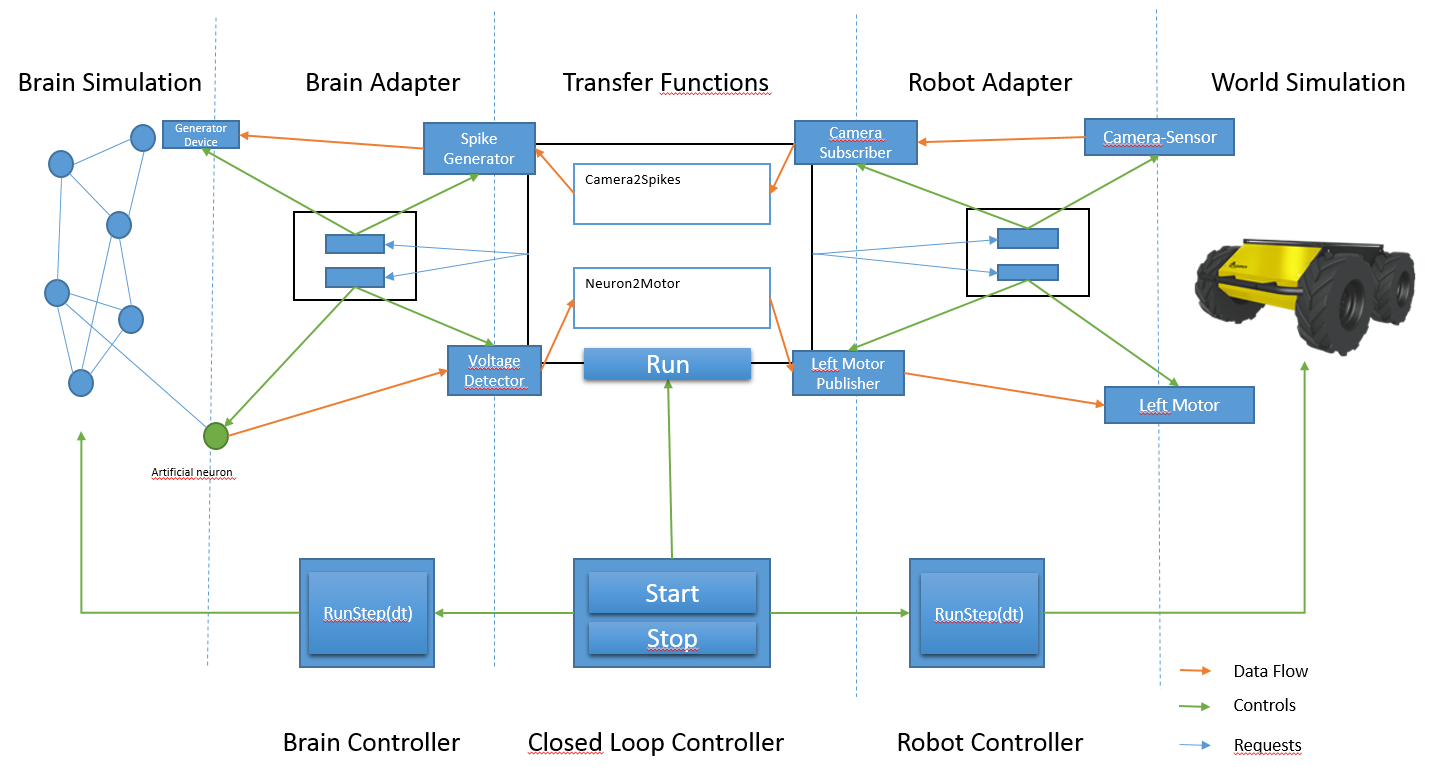 Brain Simulation
Brain Adapter
Transfer Functions
Robot Adapter
World Simulation
Generator
Device
Spike
Generator
Camera
Subscriber
Camera-Sensor
Camera2Spikes
Neuron2Motor
Run
Voltage
Detector
Left Motor
Publisher
Left Motor
Artificial neuron
RunStep(dt)
Start
Stop
RunStep(dt)
Data Flow
Controls
Requests
Brain Controller
Closed Loop Controller
Robot Controller